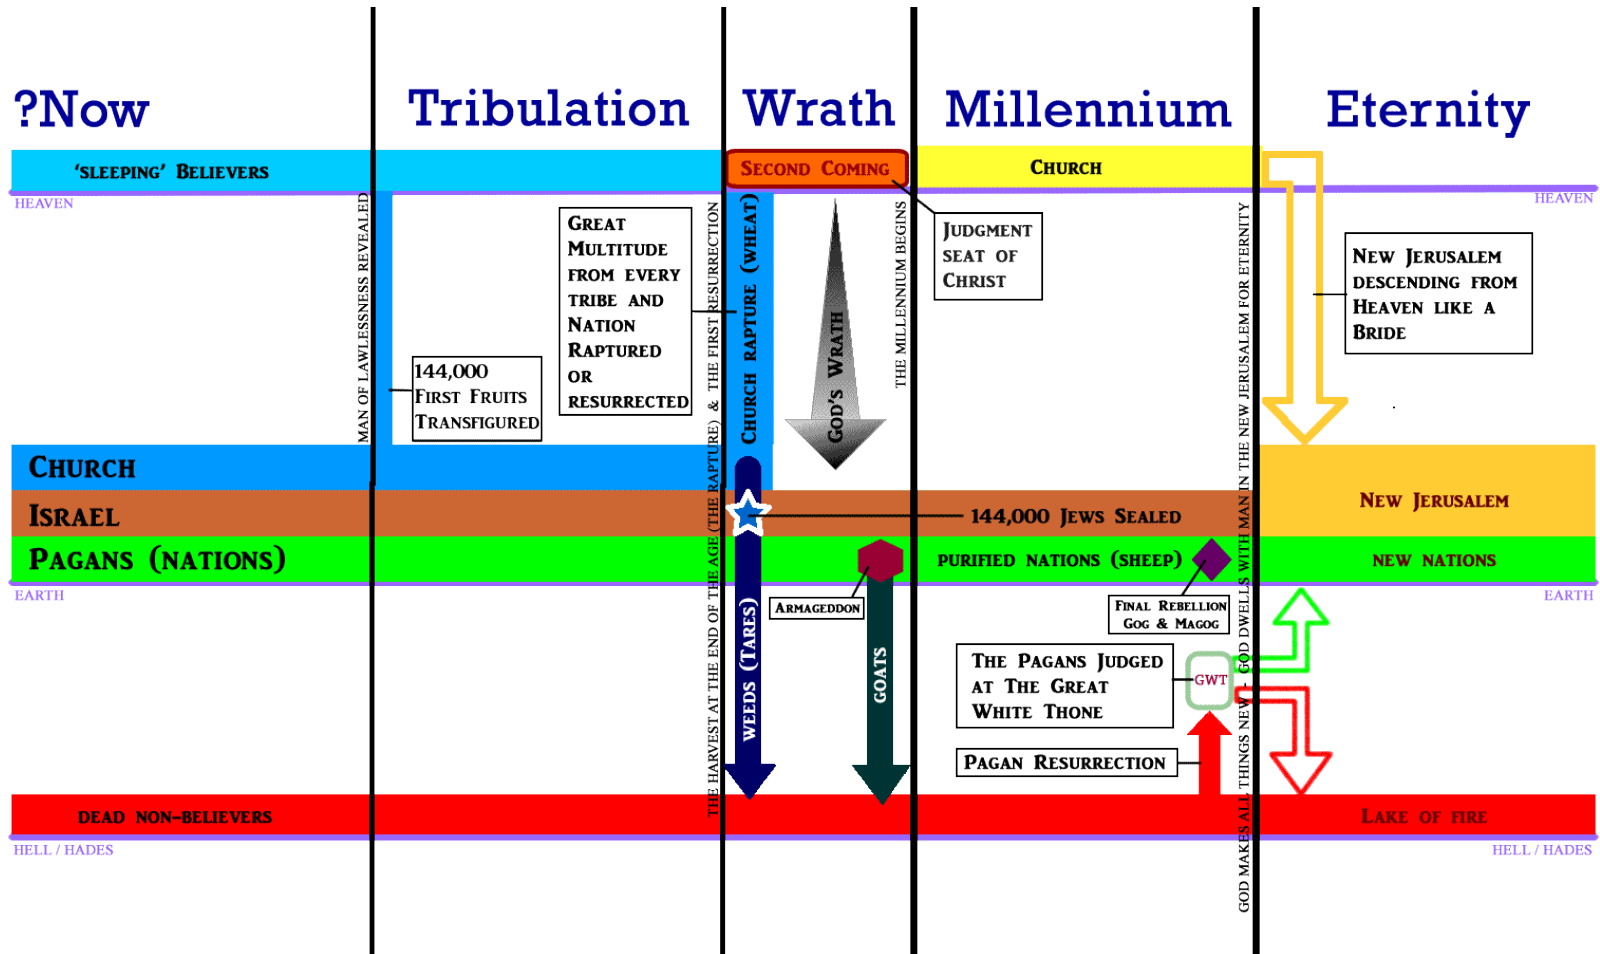 ?Now
Tribulation
Wrath
Millennium
Eternity
‘sleeping’ Believers
Second Coming
Church
HEAVEN
HEAVEN
MAN OF LAWLESSNESS REVEALED
144,000
First Fruits
Transfigured
Great
Multitude
from every
tribe and
Nation
Raptured
or
resurrected
THE HARVEST AT THE END OF THE AGE (THE RAPTURE) & THE FIRST RESURRECTION
Church rapture (wheat)
God's Wrath
THE MILLENNIUM BEGINS
Judgment
seat of
Christ
GOD MAKES ALL THINGS NEW - GOD DWELLS WITH MAN IN THE NEW JERUSALEM FOR ETERNITY
New Jerusalem
descending from
Heaven like a
Bride
Church
Israel
144,000 Jews Sealed
New Jerusalem
Pagans (nations)
purified nations (sheep)
new nations
EARTH
EARTH
Armageddon
Final Rebellion
Gog & Magog
weeds (Tares)
goats
The Pagans Judged
at The Great
White Thone
GWT
Pagan Resurrection
dead non-believers
Lake of fire
HELL / HADES
HELL / HADES